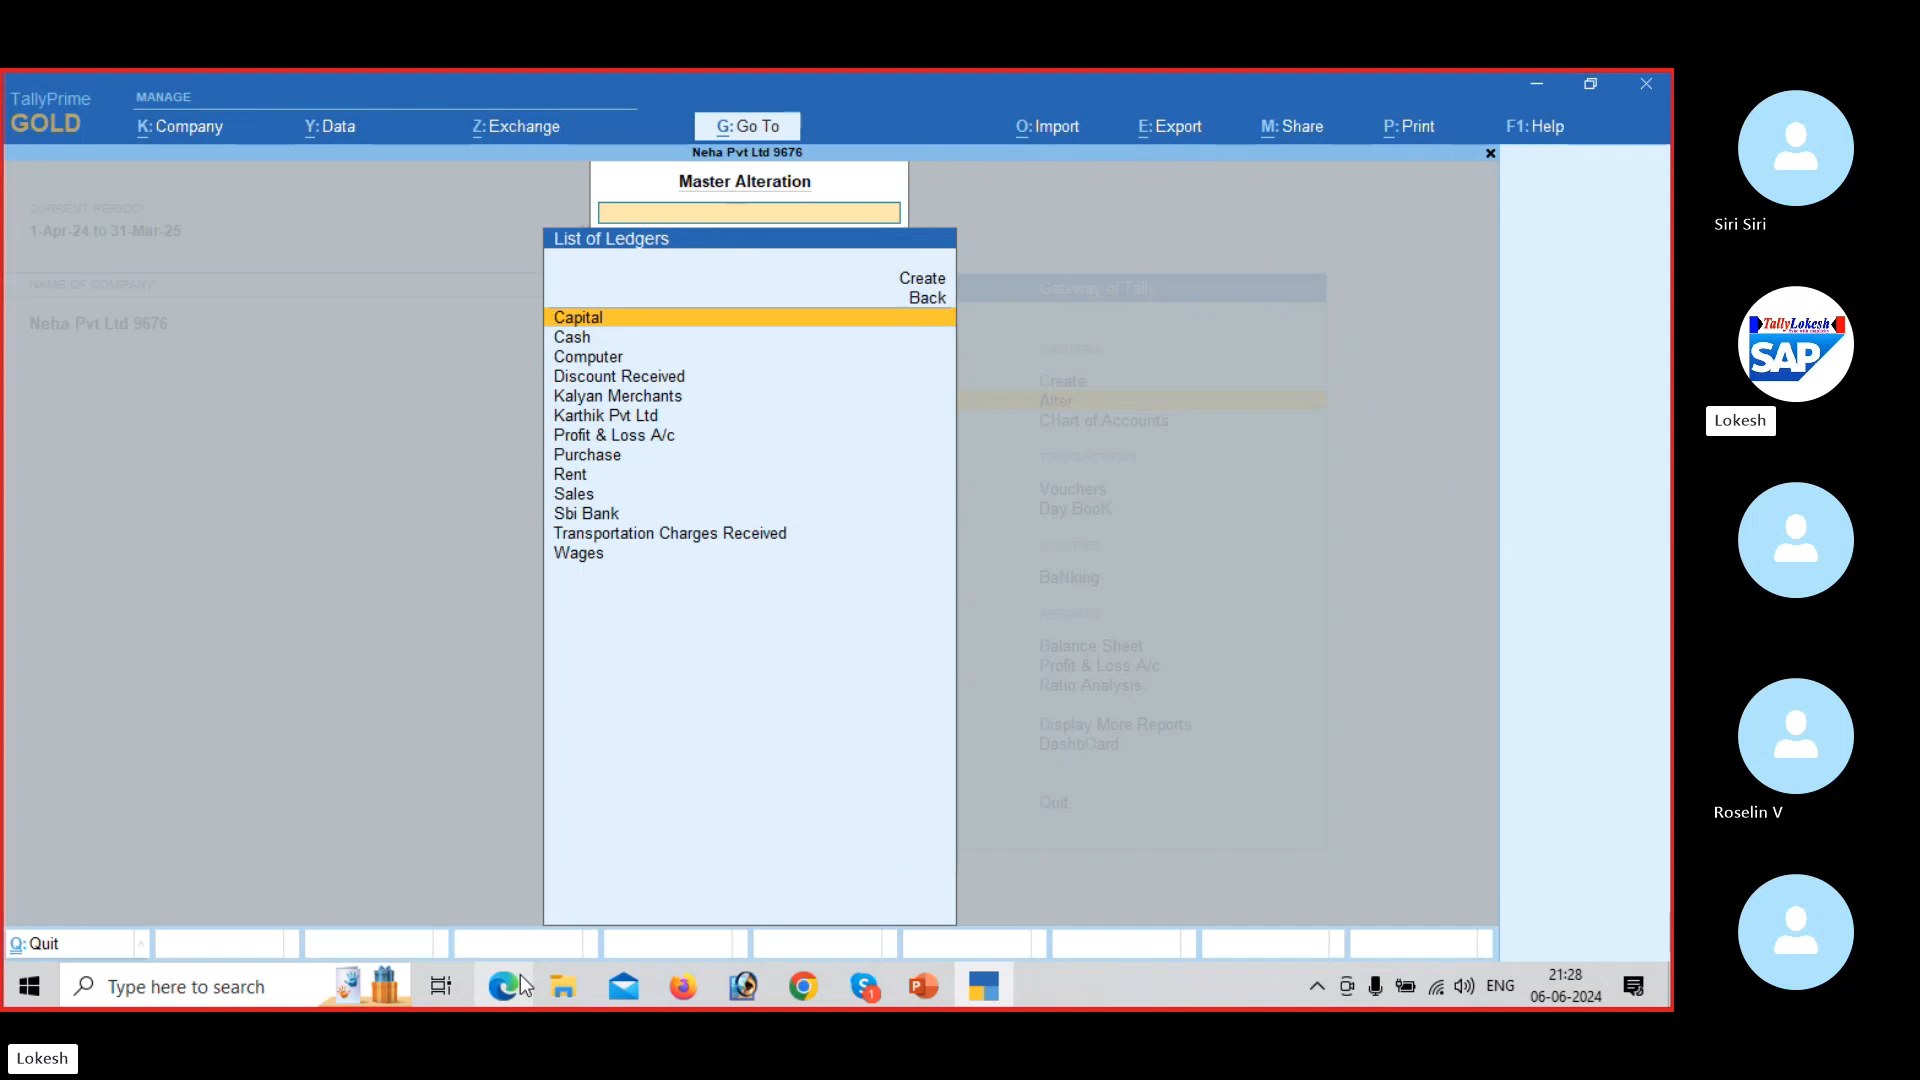 TallyPrime
GOLD
MANAGE
K: Company
Y: Data
Z: Exchange
G: Go To
O: Import
E: Export
M: Share
P: Print
F1: Help
Neha Pvt Ltd 9676
Master Alteration
CURRENT PERIOD
1-Apr-24 to 31-Mar-25
NAME OF COMPANY
Neha Pvt Ltd 9676
List of Ledgers
Create
Back
Capital
Cash
Computer
Discount Received
Kalyan Merchants
Karthik Pvt Ltd
Profit & Loss A/c
Purchase
Rent
Sales
Sbi Bank
Transportation Charges Received
Wages
Gateway of Tally
MASTERS
Create
Alter
CHart of Accounts
TRANSACTIONS
Vouchers
Day BooK
UTILITIES
BaNking
REPORTS
Balance Sheet
Profit & Loss A/c
Ratio Analysis
Display More Reports
DashbOard
Quit
Q: Quit
Type here to search
1
ENG
21:28
06-06-2024
Siri Siri
TallyLokesh
SAP
Lokesh
Roselin V
Lokesh